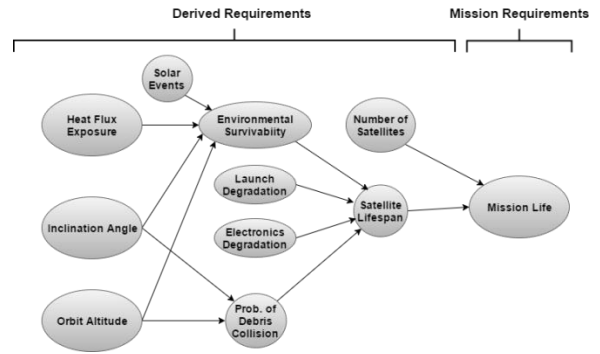 Derived Requirements
Mission Requirements
Solar
Events
Heat Flux
Exposure
Environmental
Survivablity
Number of
Satellites
Launch
Degradation
Satellite
Lifespan
Mission Life
Inclination Angle
Electronics
Degradation
Orbit Altitude
Prob. of
Debris
Collision